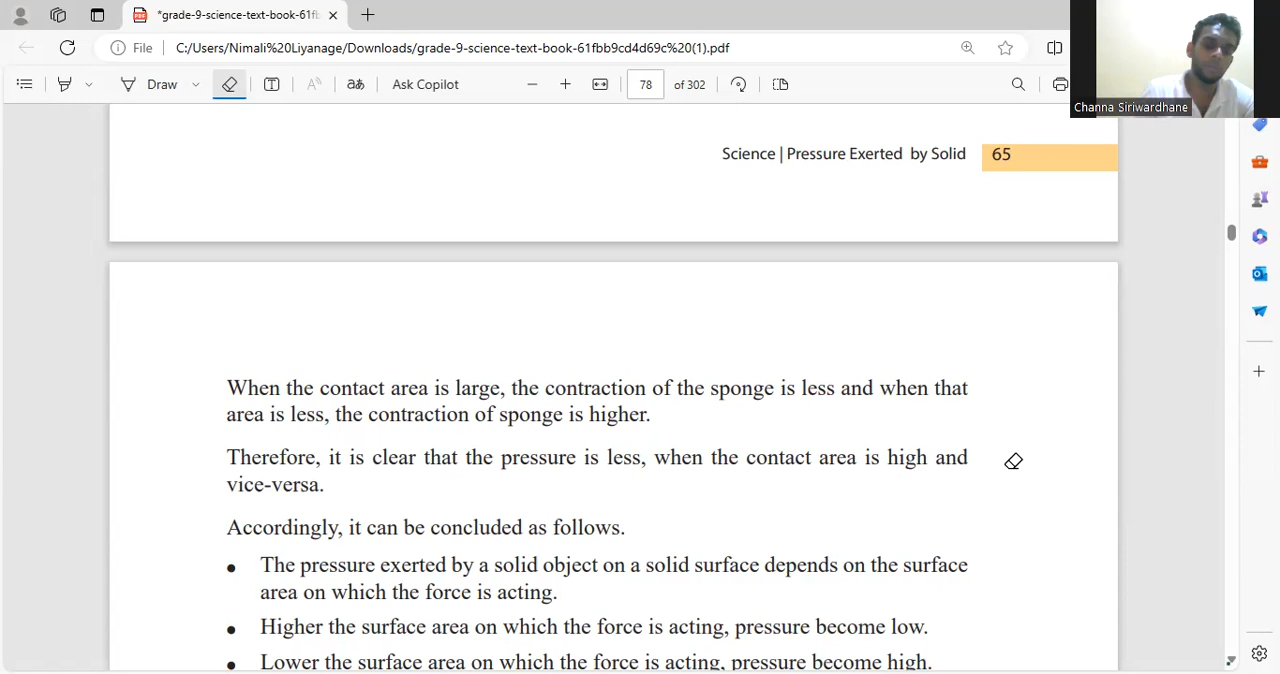 *grade-9-science-text-book-61fb
File
C:/Users/Nimali%20Liyanage/Downloads/grade-9-science-text-book-61fbb9cd4d69c%20(1).pdf
Draw
aあ
Ask Copilot
78
of 302
Channa Siriwardhane
Science | Pressure Exerted by Solid
65
When the contact area is large, the contraction of the sponge is less and when that
area is less, the contraction of sponge is higher.
Therefore, it is clear that the pressure is less, when the contact area is high and
vice-versa.
Accordingly, it can be concluded as follows.
• The pressure exerted by a solid object on a solid surface depends on the surface
area on which the force is acting.
• Higher the surface area on which the force is acting, pressure become low.
• Lower the surface area on which the force is acting, pressure become high.